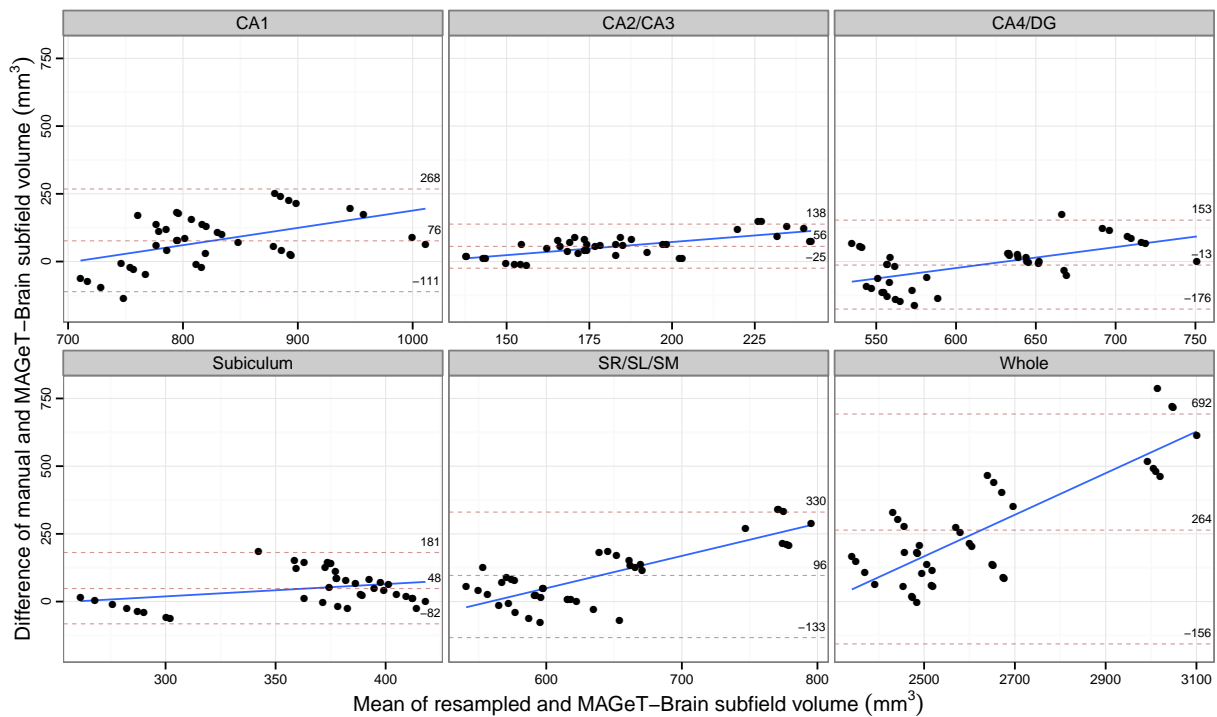 CA1 CA2/CA3 CA4/DG
Difference of manual and MAGeT−Brain subfield volume (mm³)
750
500
250
0
268
76
−111
138
56
−25
153
−13
−176
700 800 900 1000
125 150 175 200 225
550 600 650 700 750
Subiculum SR/SL/SM Whole
750
500
250
0
181
48
−82
330
96
−133
692
264
−156
300 350 400
600 700 800
2500 2700 2900 3100
Mean of resampled and MAGeT−Brain subfield volume (mm³)